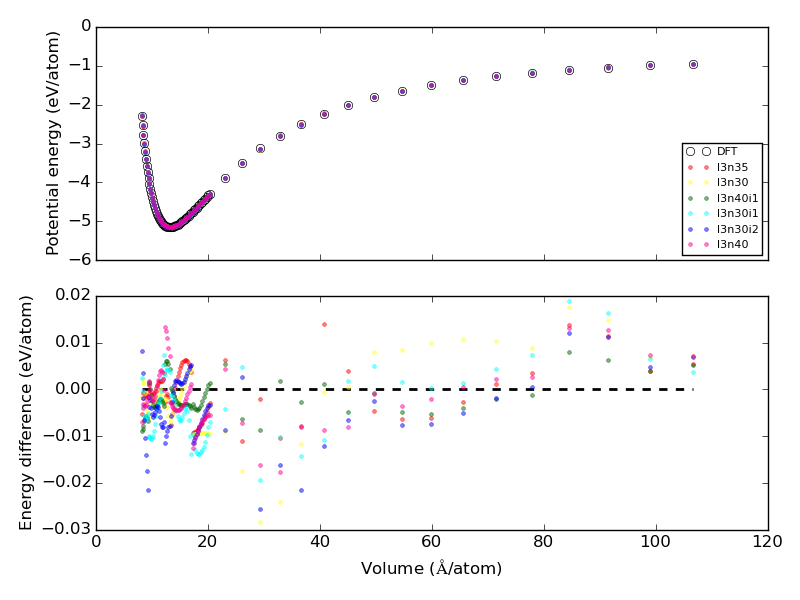 0
−1
−2
−3
−4
−5
−6
Potential energy (eV/atom)
DFT
l3n35
l3n30
l3n40i1
l3n30i1
l3n30i2
l3n40
0.02
0.01
0.00
−0.01
−0.02
−0.03
Energy difference (eV/atom)
0 20 40 60 80 100 120
Volume (Å/atom)